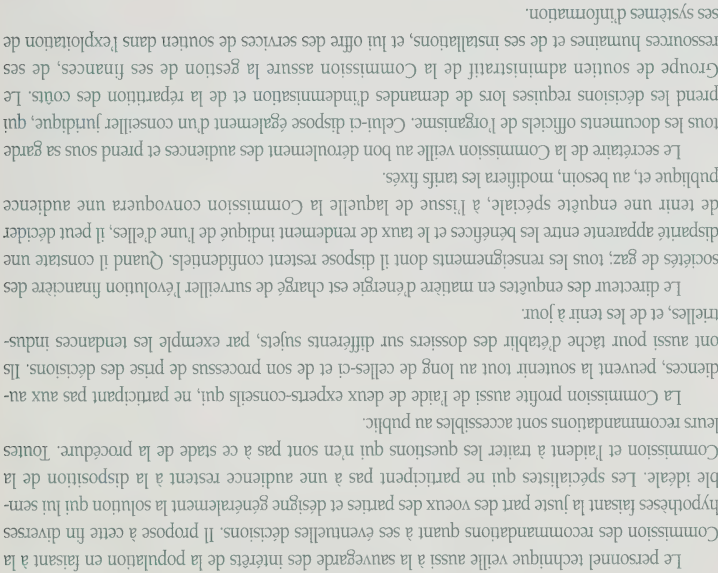 Le personnel technique veille aussi à la sauvegarde des intérêts de la population en faisant à la
Commission des recommandations quant à ses éventuelles décisions. Il propose à cette fin diverses
hypothèses faisant la juste part des voeux des parties et désigne généralement la solution qui lui sem-
ble idéale. Les spécialistes qui ne participent pas à une audience restent à la disposition de la
Commission et l'aident à traiter les questions qui n'en sont pas à ce stade de la procédure. Toutes
leurs recommandations sont accessibles au public.
La Commission profite aussi de l'aide de deux experts-conseils qui, ne participant pas aux au-
diences, peuvent la soutenir tout au long de celles-ci et de son processus de prise des décisions. Ils
ont aussi pour tâche d'établir des dossiers sur différents sujets, par exemple les tendances indus-
trielles, et de les tenir à jour.
Le directeur des enquêtes en matière d'énergie est chargé de surveiller l'évolution financière des
sociétés de gaz; tous les renseignements dont il dispose restent confidentiels. Quand il constate une
disparité apparente entre les bénéfices et le taux de rendement indiqué de l'une d'elles, il peut décider
de tenir une enquête spéciale, à l'issue de laquelle la Commission convoquera une audience
publique et, au besoin, modifiera les tarifs fixés.
Le secrétaire de la Commission veille au bon déroulement des audiences et prend sous sa garde
tous les documents officiels de l'organisme. Celui-ci dispose également d'un conseiller juridique, qui
prend les décisions requises lors de demandes d'indemnisation et de la répartition des coûts. Le
Groupe de soutien administratif de la Commission assure la gestion de ses finances, de ses
ressources humaines et de ses installations, et lui offre des services de soutien dans l'exploitation de
ses systèmes d'information.